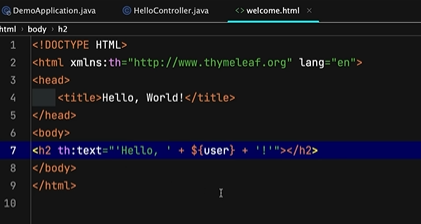 DemoApplication.java HelloController.java welcome.html ×
html › body › h2
1 <!DOCTYPE HTML>
2 <html xmlns:th="http://www.thymeleaf.org" lang="en">
3 <head>
4 <title>Hello, World!</title>
5 </head>
6 <body>
7 <h2 th:text="'Hello, ' + ${user} + '!'"></h2>
8 </body>
9 </html>
10